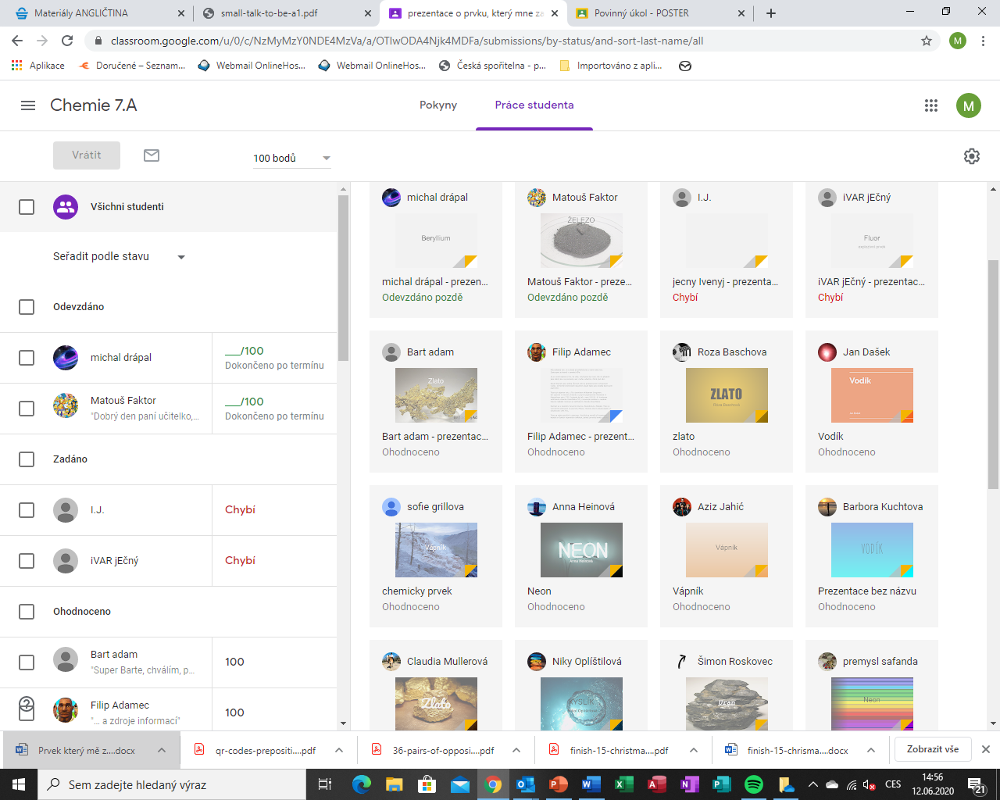 Materiály ANGLIČTINA
small-talk-to-be-a1.pdf
prezentace o prvku, který mne za
Povinný úkol - POSTER
classroom.google.com/u/0/c/NzMyMzY0NDE4MzVa/a/OTIwODA4Njk4MDFa/submissions/by-status/and-sort-last-name/all
M
Aplikace
Doručené – Seznam...
Webmail OnlineHos...
Webmail OnlineHos...
Česká spořitelna - p...
Importováno z apli...
Chemie 7.A
Pokyny
Práce studenta
M
Vrátit
100 bodů
Všichni studenti
Seřadit podle stavu
Odevzdáno
michal drápal
___/100
Dokončeno po termínu
Matouš Faktor
"Dobrý den paní učitelko,...
___/100
Dokončeno po termínu
Zadáno
I.J.
Chybí
iVAR jEčný
Chybí
Ohodnoceno
Bart adam
"Super Barte, chválím, p...
100
Filip Adamec
"... a zdroje informací"
100
michal drápal
Beryllium
michal drápal - prezen...
Odevzdáno pozdě
Matouš Faktor
ŽELEZO
Matouš Faktor - preze...
Odevzdáno pozdě
I.J.
jecny Ivenyj - prezenta...
Chybí
iVAR jEčný
Fluor
iVAR jEčný - prezentac...
Chybí
Bart adam
Zlato
Bart adam - prezentac...
Ohodnoceno
Filip Adamec
Filip Adamec - prezent...
Ohodnoceno
Roza Baschova
ZLATO
zlato
Ohodnoceno
Jan Dašek
Vodík
Vodík
Ohodnoceno
sofie grillova
Vápník
chemicky prvek
Ohodnoceno
Anna Heinová
NEON
Anna Heinová
Neon
Ohodnoceno
Aziz Jahić
Vápník
Vápník
Ohodnoceno
Barbora Kuchtova
VODÍK
Prezentace bez názvu
Ohodnoceno
Claudia Mullerová
Zlato
Niky Oplíštilová
KYSLÍK
Šimon Roskovec
Uran
premysl safanda
Neon
Prvek který mě z....docx
qr-codes-prepositi....pdf
36-pairs-of-opposi....pdf
finish-15-christma....pdf
finish-15-chrisma....docx
Zobrazit vše
Sem zadejte hledaný výraz
CES
14:56
12.06.2020
21